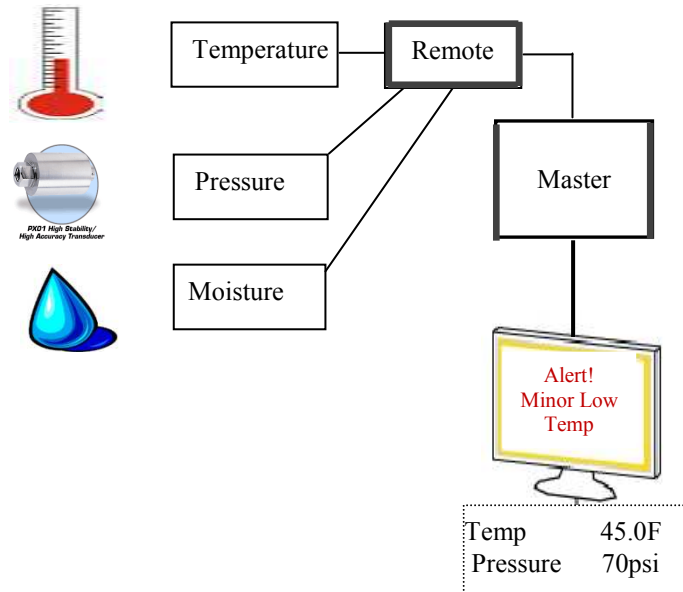 Temperature
Remote
PXD1 High Stability/
High Accuracy Transducer
Pressure
Master
Moisture
Alert!
Minor Low
Temp
Temp 45.0F
Pressure 70psi